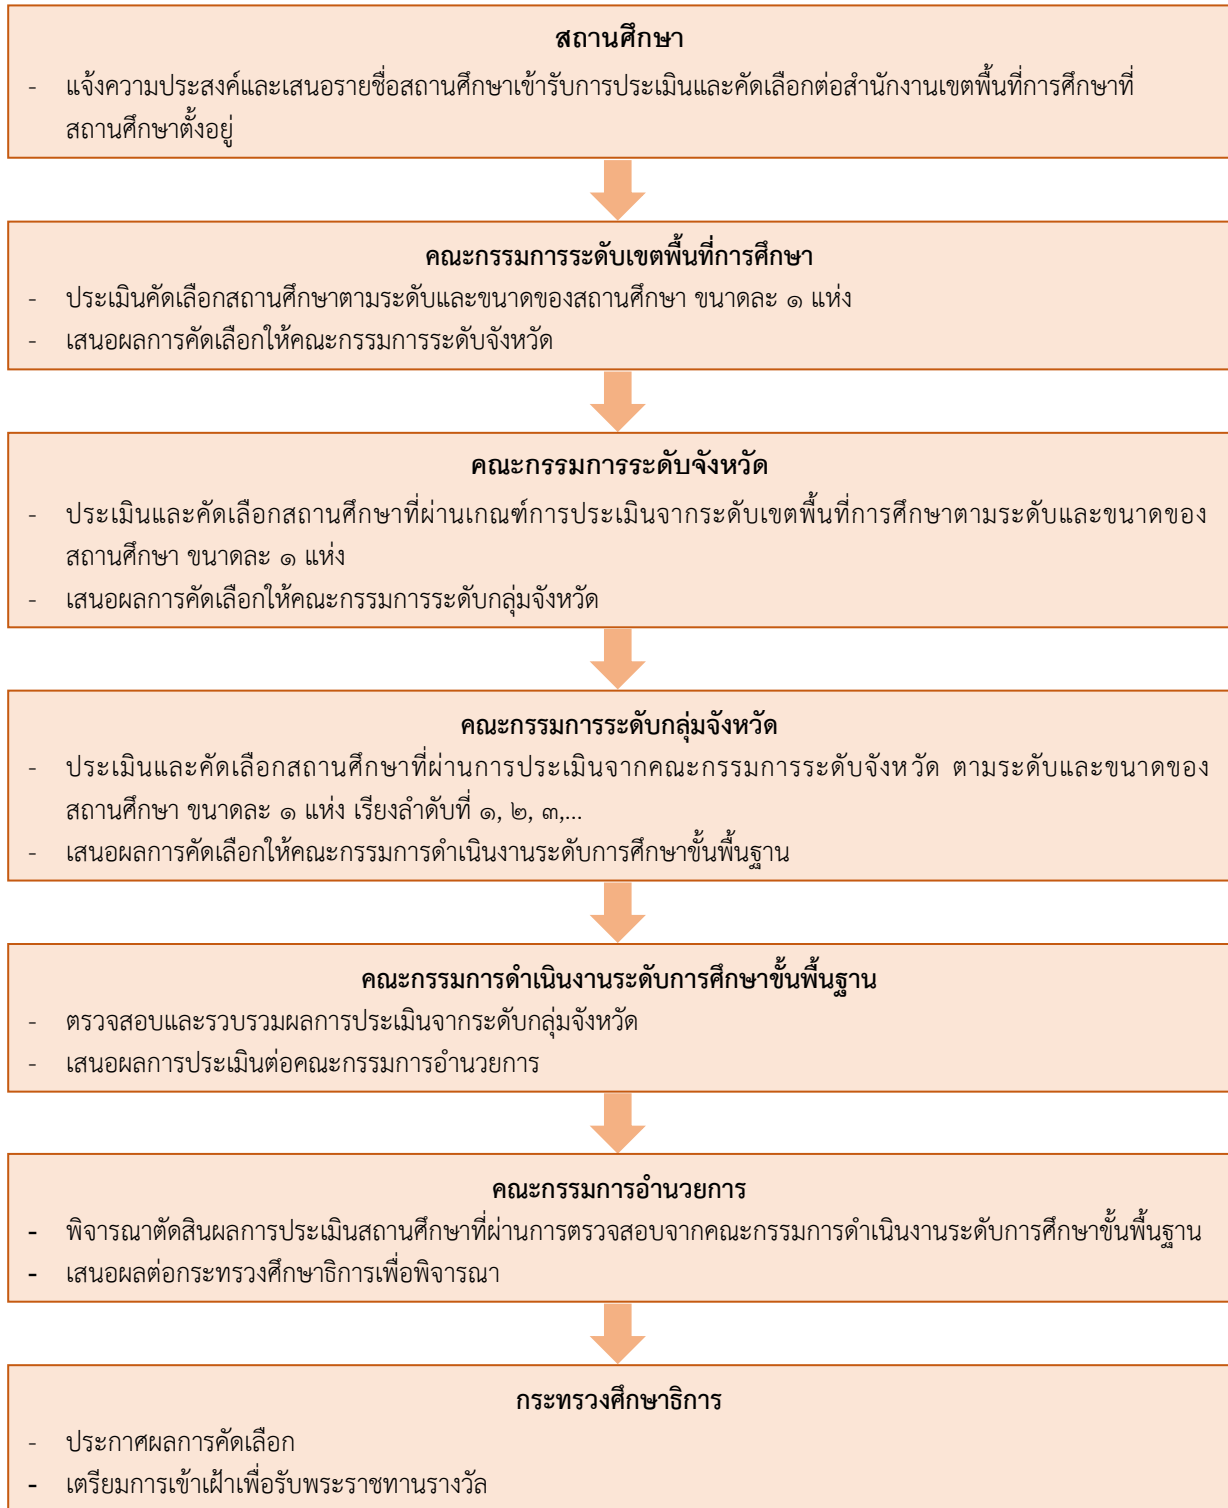 สถานศึกษา
- แจ้งความประสงค์และเสนอรายชื่อสถานศึกษาเข้ารับการประเมินและคัดเลือกต่อสำนักงานเขตพื้นที่การศึกษาที่
สถานศึกษาตั้งอยู่
คณะกรรมการระดับเขตพื้นที่การศึกษา
- ประเมินคัดเลือกสถานศึกษาตามระดับและขนาดของสถานศึกษา ขนาดละ ๑ แห่ง
- เสนอผลการคัดเลือกให้คณะกรรมการระดับจังหวัด
คณะกรรมการระดับจังหวัด
- ประเมินและคัดเลือกสถานศึกษาที่ผ่านเกณฑ์การประเมินจากระดับเขตพื้นที่การศึกษาตามระดับและขนาดของ
สถานศึกษา ขนาดละ ๑ แห่ง
- เสนอผลการคัดเลือกให้คณะกรรมการระดับกลุ่มจังหวัด
คณะกรรมการระดับกลุ่มจังหวัด
- ประเมินและคัดเลือกสถานศึกษาที่ผ่านการประเมินจากคณะกรรมการระดับจังหวัด ตามระดับและขนาดของ
สถานศึกษา ขนาดละ ๑ แห่ง เรียงลำดับที่ ๑, ๒, ๓,...
- เสนอผลการคัดเลือกให้คณะกรรมการดำเนินงานระดับการศึกษาขั้นพื้นฐาน
คณะกรรมการดำเนินงานระดับการศึกษาขั้นพื้นฐาน
- ตรวจสอบและรวบรวมผลการประเมินจากระดับกลุ่มจังหวัด
- เสนอผลการประเมินต่อคณะกรรมการอำนวยการ
คณะกรรมการอำนวยการ
- พิจารณาตัดสินผลการประเมินสถานศึกษาที่ผ่านการตรวจสอบจากคณะกรรมการดำเนินงานระดับการศึกษาขั้นพื้นฐาน
- เสนอผลต่อกระทรวงศึกษาธิการเพื่อพิจารณา
กระทรวงศึกษาธิการ
- ประกาศผลการคัดเลือก
- เตรียมการเข้าเฝ้าเพื่อรับพระราชทานรางวัล